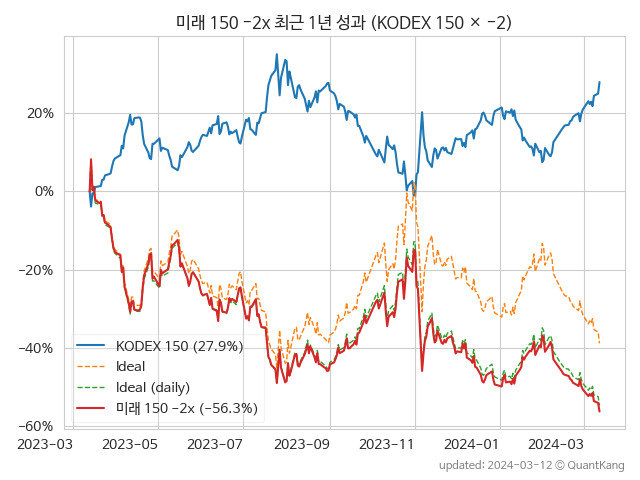 미래 150 −2x 최근 1년 성과 (KODEX 150 × −2)
20%
0%
−20%
−40%
−60%
KODEX 150 (27.9%)
Ideal
Ideal (daily)
미래 150 −2x (−56.3%)
2023-03 2023-05 2023-07 2023-09 2023-11 2024-01 2024-03
updated: 2024-03-12 © QuantKang